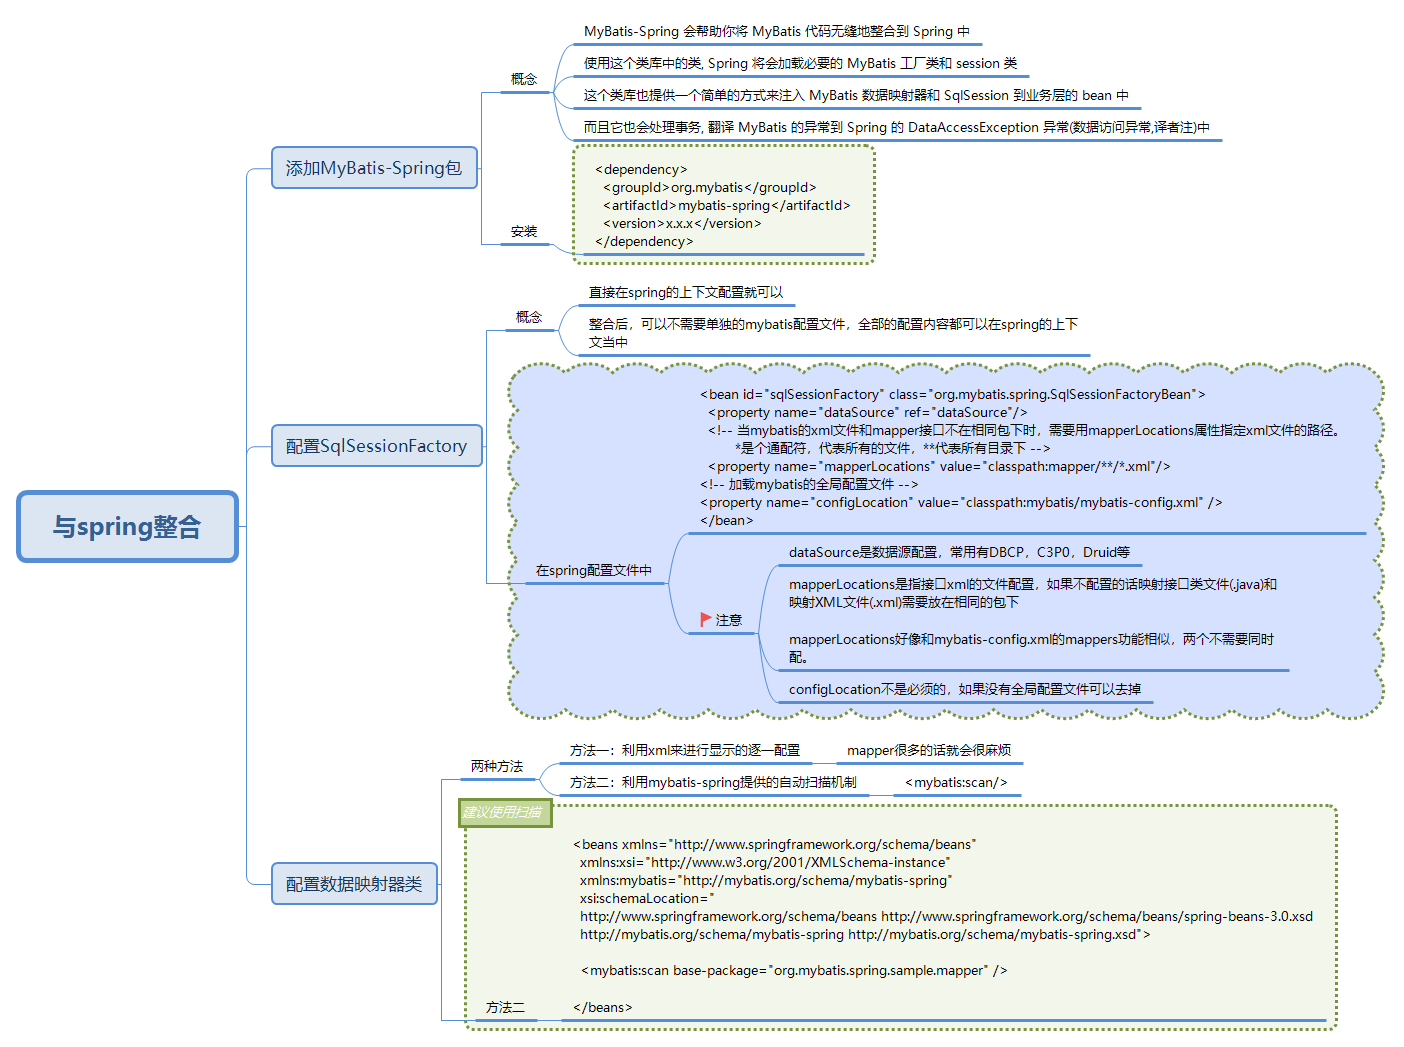 与spring整合
添加MyBatis-Spring包
概念
MyBatis-Spring 会帮助你将 MyBatis 代码无缝地整合到 Spring 中
使用这个类库中的类, Spring 将会加载必要的 MyBatis 工厂类和 session 类
这个类库也提供一个简单的方式来注入 MyBatis 数据映射器和 SqlSession 到业务层的 bean 中
而且它也会处理事务, 翻译 MyBatis 的异常到 Spring 的 DataAccessException 异常(数据访问异常,译者注)中
安装
<dependency>
<groupId>org.mybatis</groupId>
<artifactId>mybatis-spring</artifactId>
<version>x.x.x</version>
</dependency>
配置SqlSessionFactory
概念
直接在spring的上下文配置就可以
整合后，可以不需要单独的mybatis配置文件，全部的配置内容都可以在spring的上下
文当中
在spring配置文件中
<bean id="sqlSessionFactory" class="org.mybatis.spring.SqlSessionFactoryBean">
<property name="dataSource" ref="dataSource"/>
<!-- 当mybatis的xml文件和mapper接口不在相同包下时，需要用mapperLocations属性指定xml文件的路径。
*是个通配符，代表所有的文件，**代表所有目录下 -->
<property name="mapperLocations" value="classpath:mapper/**/*.xml"/>
<!-- 加载mybatis的全局配置文件 -->
<property name="configLocation" value="classpath:mybatis/mybatis-config.xml" />
</bean>
注意
dataSource是数据源配置，常用有DBCP，C3P0，Druid等
mapperLocations是指接口xml的文件配置，如果不配置的话映射接口类文件(.java)和
映射XML文件(.xml)需要放在相同的包下
mapperLocations好像和mybatis-config.xml的mappers功能相似，两个不需要同时
配。
configLocation不是必须的，如果没有全局配置文件可以去掉
配置数据映射器类
两种方法
方法一：利用xml来进行显示的逐一配置
mapper很多的话就会很麻烦
方法二：利用mybatis-spring提供的自动扫描机制
<mybatis:scan/>
建议使用扫描
方法二
<beans xmlns="http://www.springframework.org/schema/beans"
xmlns:xsi="http://www.w3.org/2001/XMLSchema-instance"
xmlns:mybatis="http://mybatis.org/schema/mybatis-spring"
xsi:schemaLocation="
http://www.springframework.org/schema/beans http://www.springframework.org/schema/beans/spring-beans-3.0.xsd
http://mybatis.org/schema/mybatis-spring http://mybatis.org/schema/mybatis-spring.xsd">
<mybatis:scan base-package="org.mybatis.spring.sample.mapper" />
</beans>